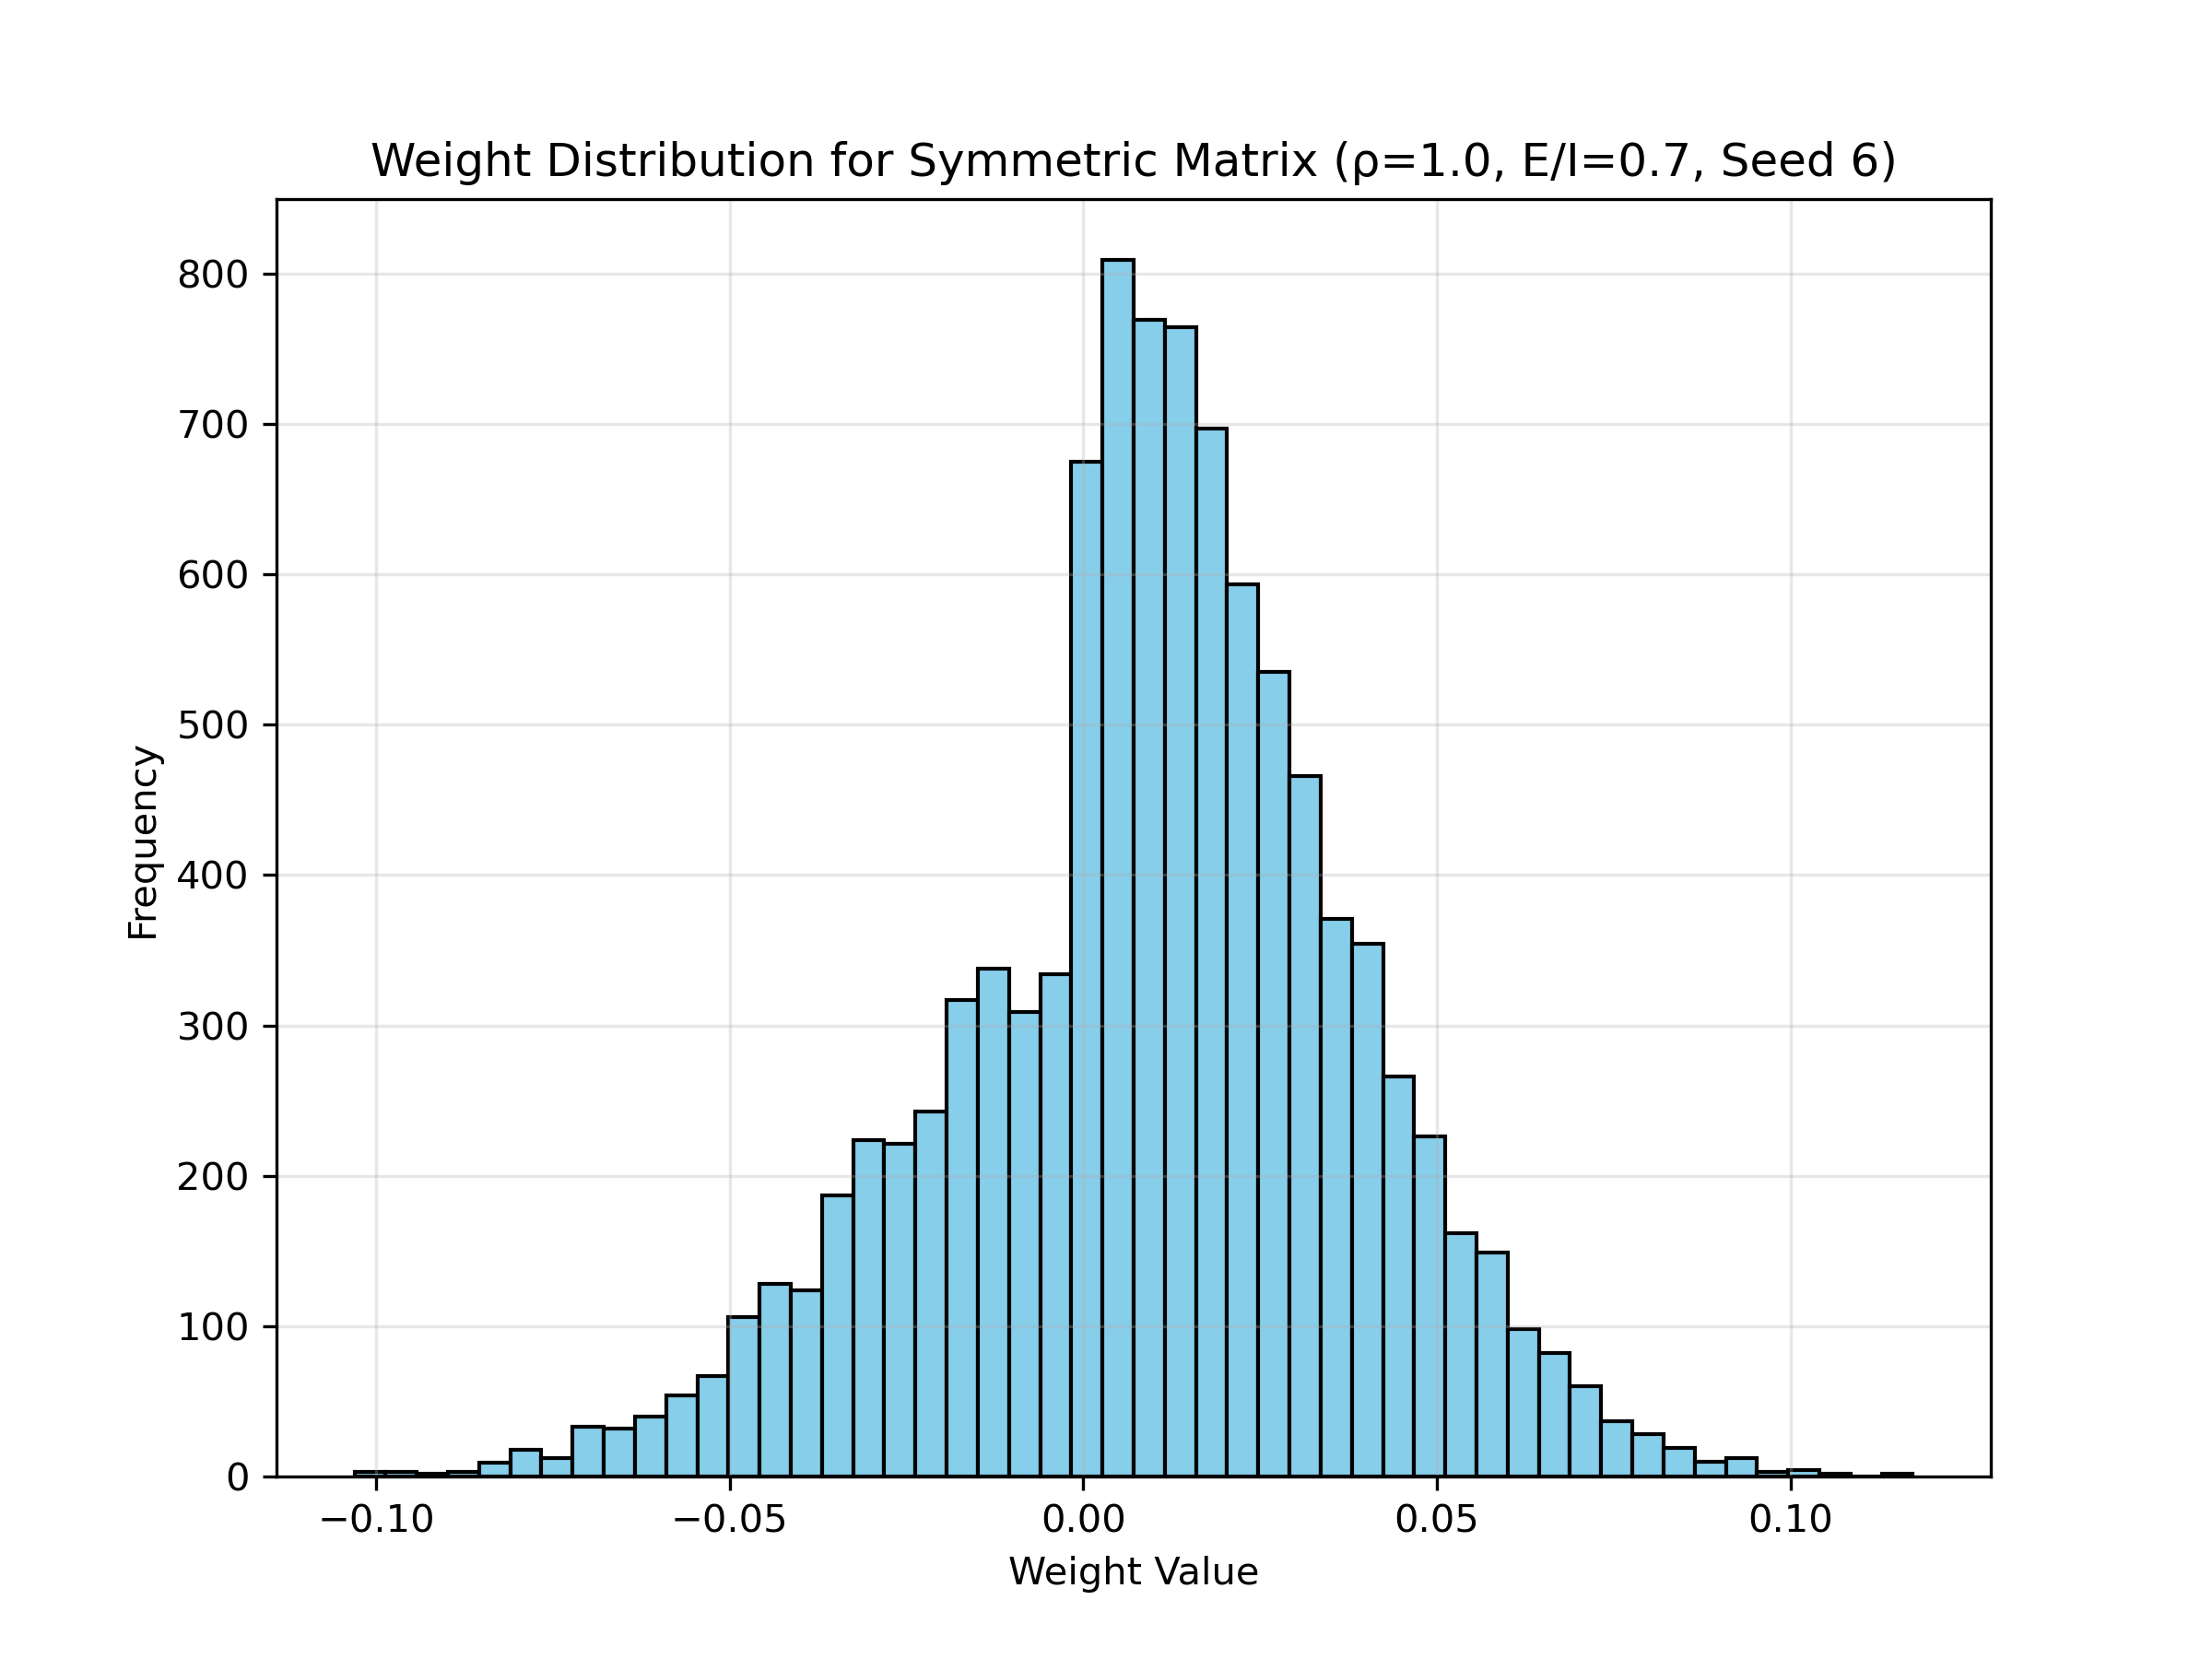 Weight Distribution for Symmetric Matrix (ρ=1.0, E/I=0.7, Seed 6)
Frequency
800
700
600
500
400
300
200
100
0
−0.10 −0.05 0.00 0.05 0.10
Weight Value